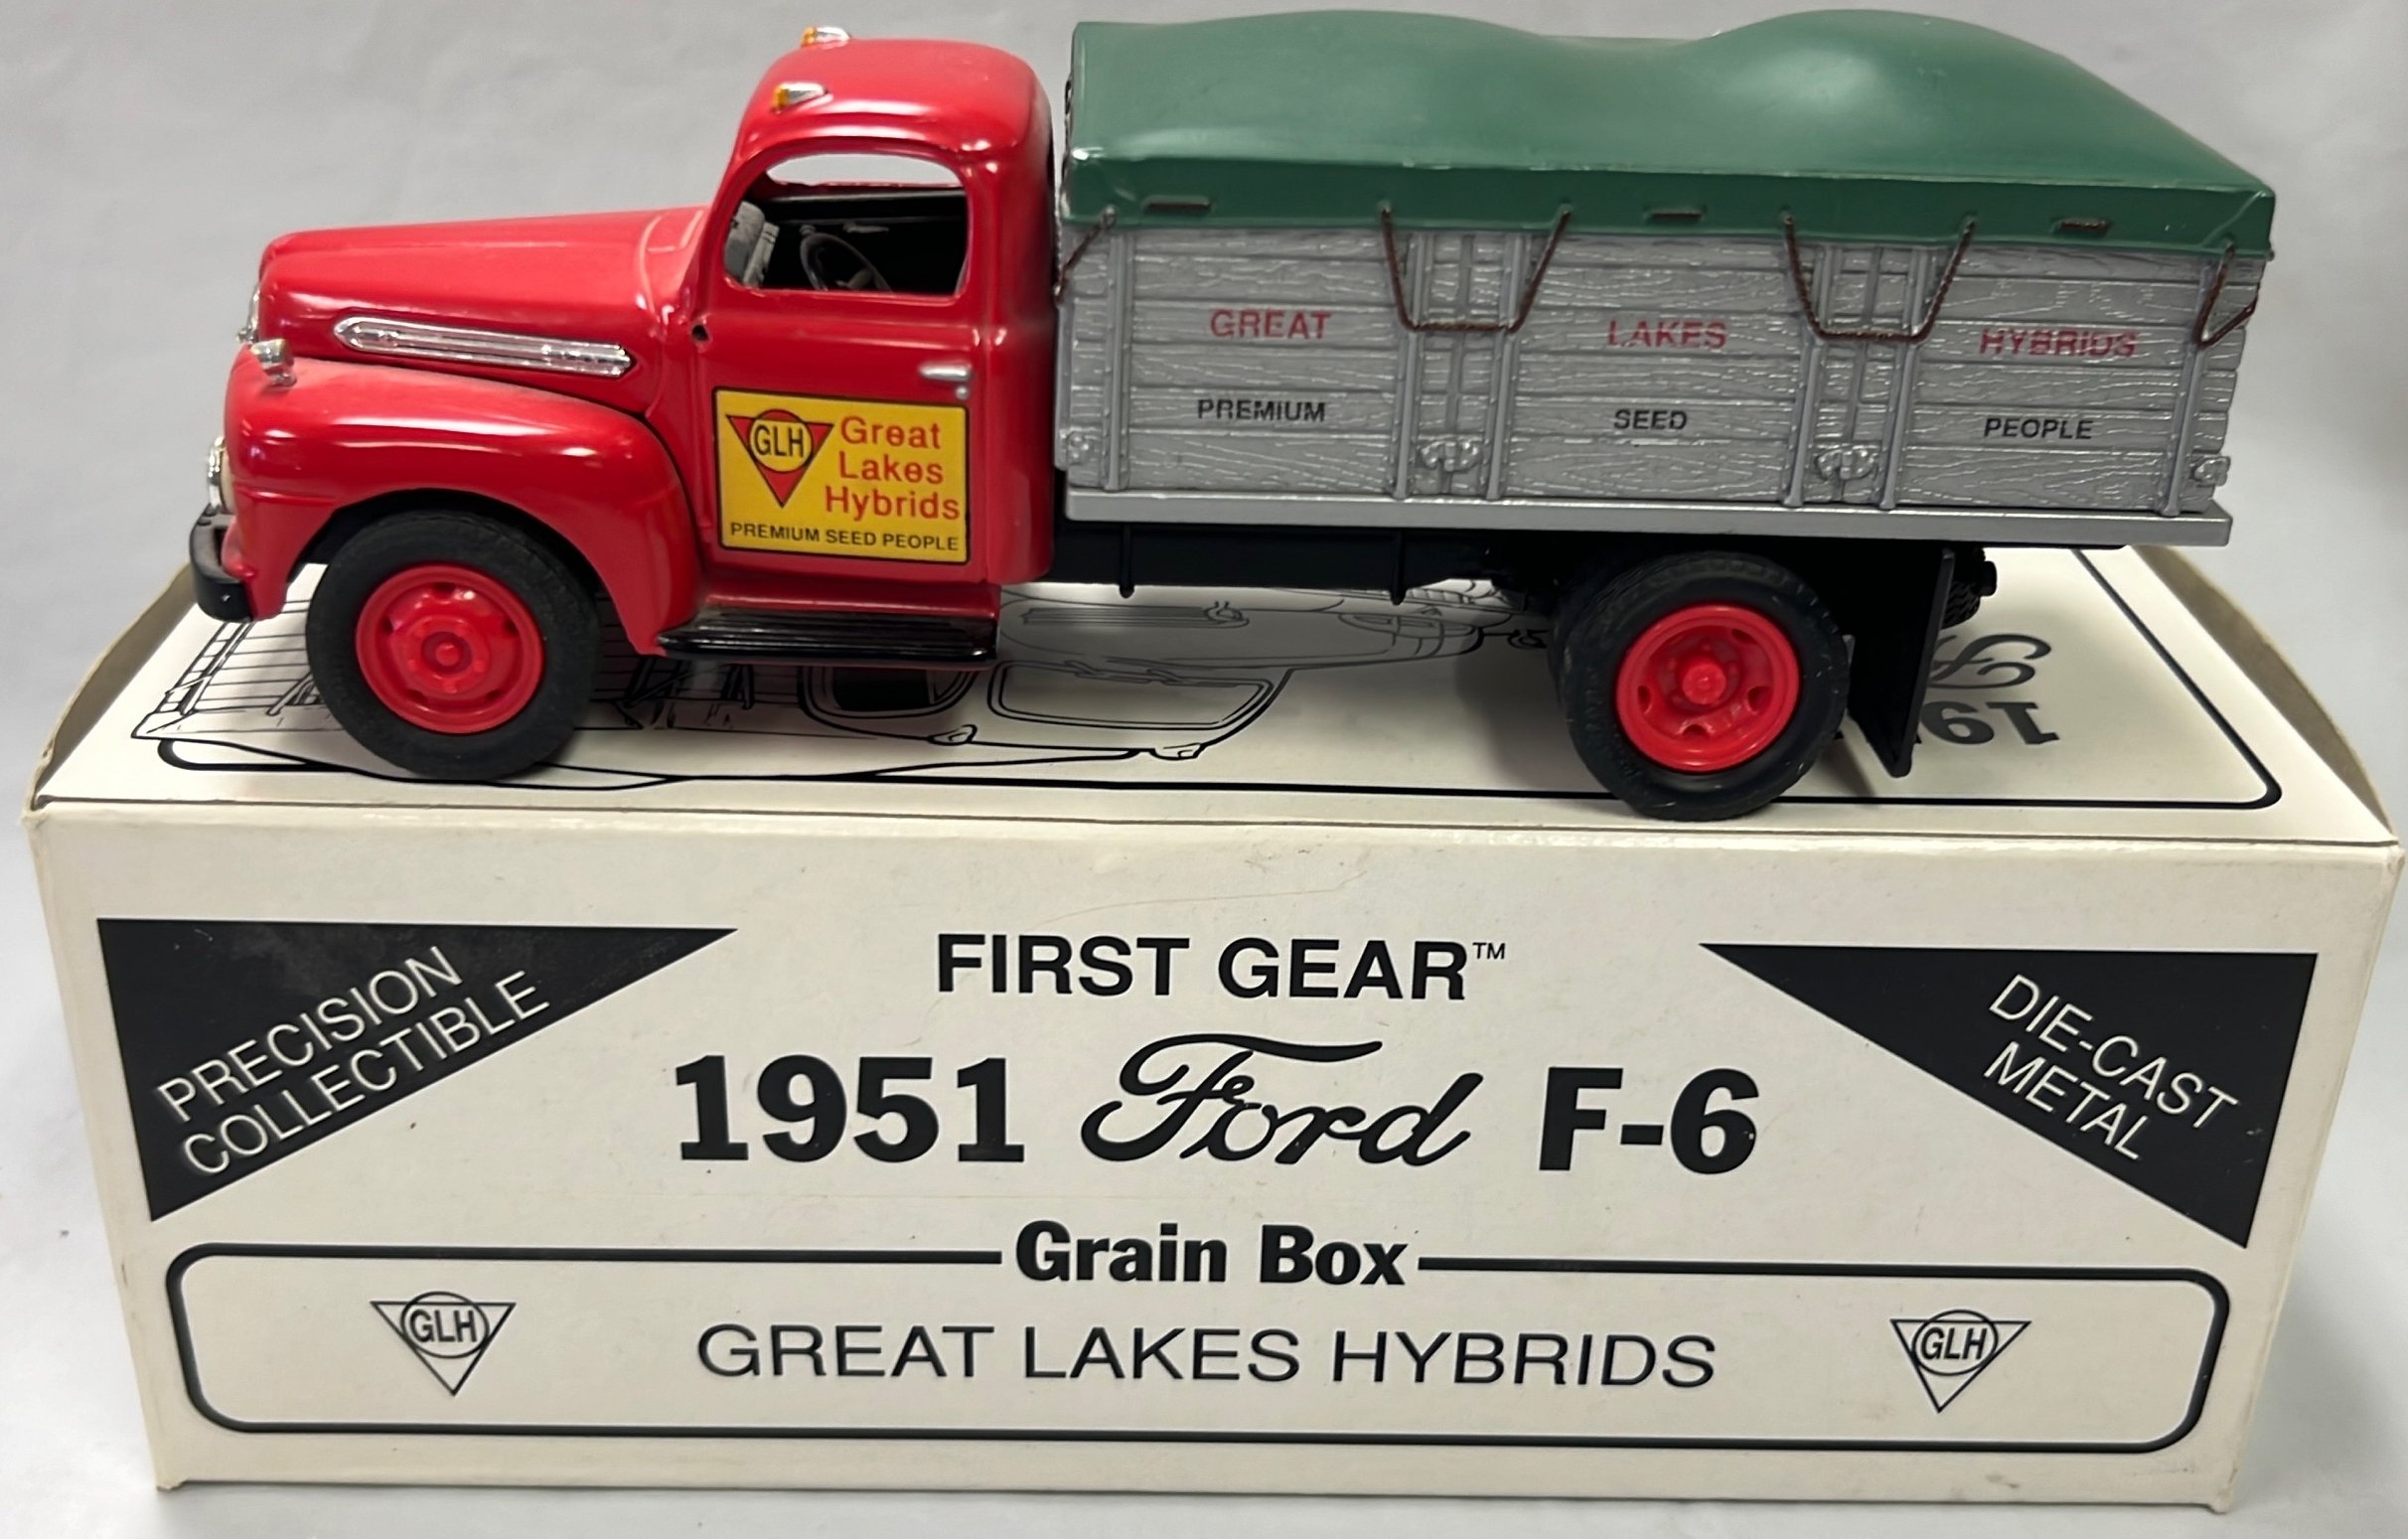 GREAT LAKES HYBRIDS
PREMIUM SEED PEOPLE
GLH
Great
Lakes
Hybrids
PREMIUM SEED PEOPLE
PRECISION
COLLECTIBLE
FIRST GEAR™
1951 Ford F-6
DIE-CAST
METAL
Grain Box
GLH
GREAT LAKES HYBRIDS
GLH